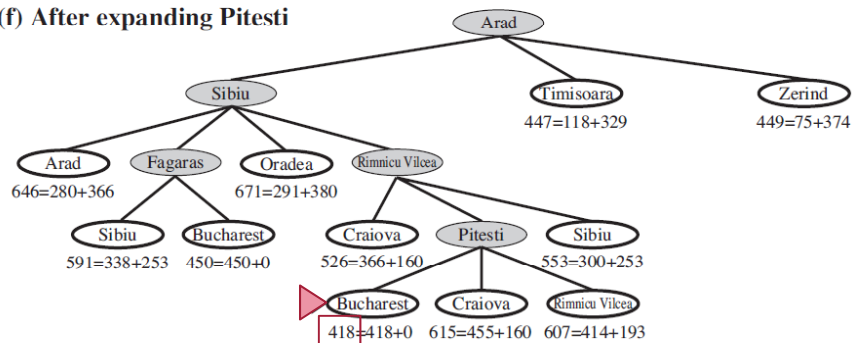 (f) After expanding Pitesti
Arad
Sibiu
Timisoara
Zerind
447=118+329
449=75+374
Arad
Fagaras
Oradea
Rimnicu Vilcea
646=280+366
671=291+380
Sibiu
Bucharest
Craiova
Pitesti
Sibiu
591=338+253
450=450+0
526=366+160
553=300+253
Bucharest
Craiova
Rimnicu Vilcea
418=418+0
615=455+160
607=414+193